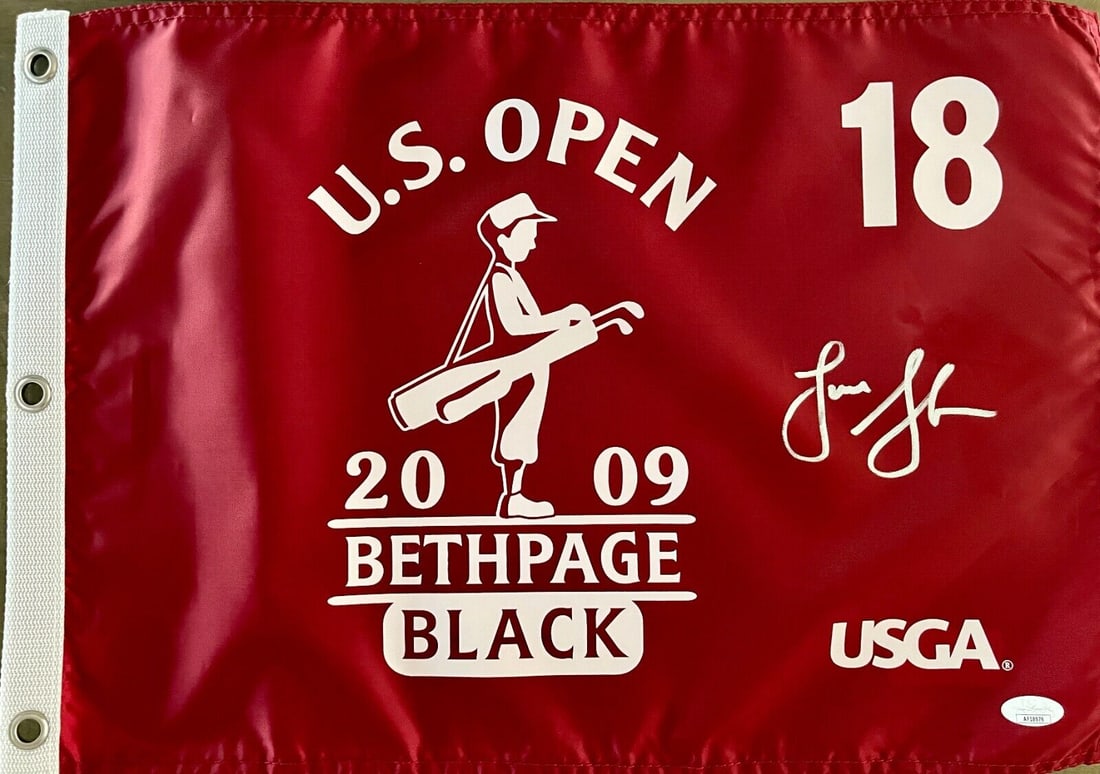 U.S. OPEN
18
20 09
BETHPAGE
BLACK
USGA®